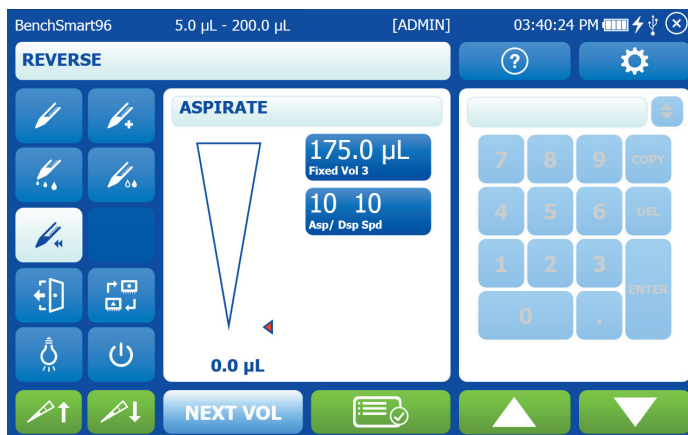 BenchSmart96 5.0 µL - 200.0 µL [ADMIN] 03:40:24 PM
REVERSE
?
ASPIRATE
175.0 µL
Fixed Vol 3
10 10
Asp/ Dsp Spd
0.0 µL
7 8 9 COPY
4 5 6 DEL
1 2 3
ENTER
0 .
NEXT VOL